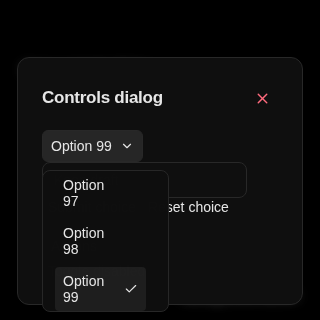 Controls dialog
Option 99
set choice
Option
97
Option
98
Option
99